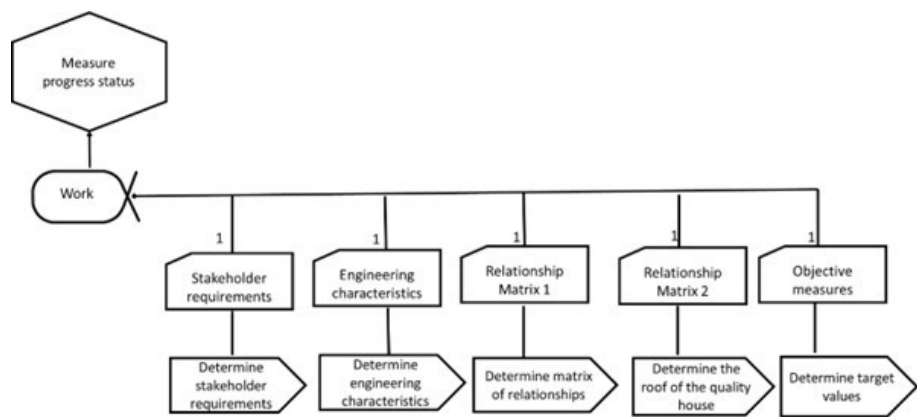 Measure
progress status
Work
1
1
1
1
1
Stakeholder
requirements
Engineering
characteristics
Relationship
Matrix 1
Relationship
Matrix 2
Objective
measures
Determine
stakeholder
requirements
Determine
engineering
characteristics
Determine matrix
of relationships
Determine the
roof of the quality
house
Determine target
values